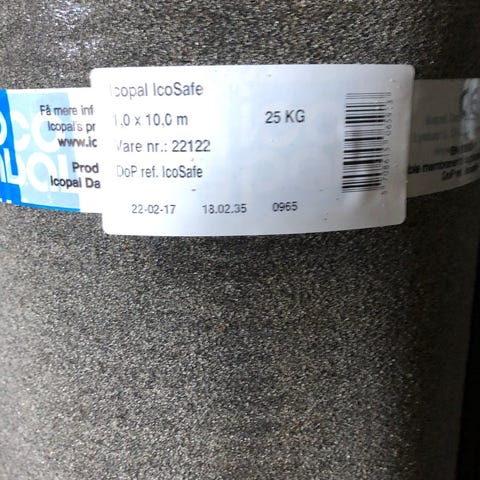 Icopal IcoSafe
1.0 x 10.0 m 25 KG
Vare nr.: 22122
DoP ref. IcoSafe
22-02-17 18.02.35 0965
Få mere inf
Icopal's pr
www.ic
Prod
Icopal Da